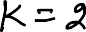 K = 2